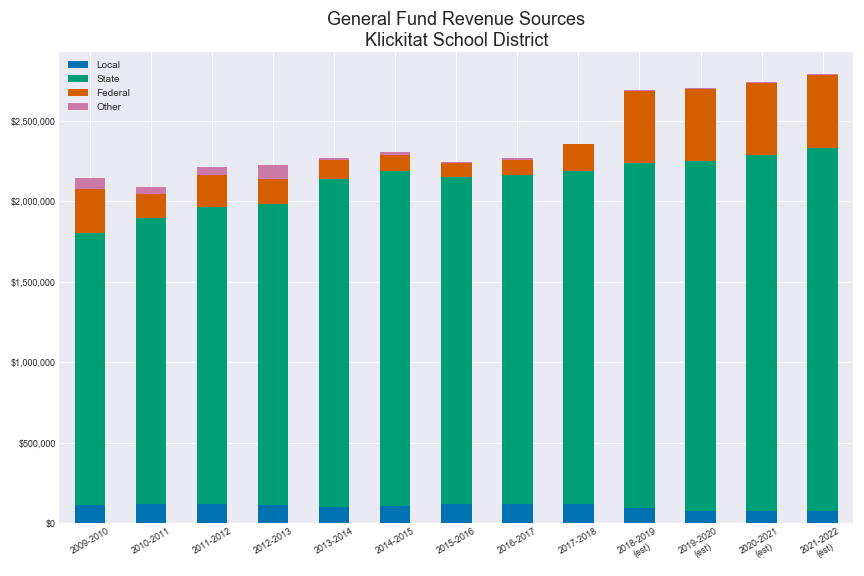 General Fund Revenue Sources
Klickitat School District
Local
State
Federal
Other
$2,500,000
$2,000,000
$1,500,000
$1,000,000
$500,000
$0
2009-2010
2010-2011
2011-2012
2012-2013
2013-2014
2014-2015
2015-2016
2016-2017
2017-2018
2018-2019
(est)
2019-2020
(est)
2020-2021
(est)
2021-2022
(est)